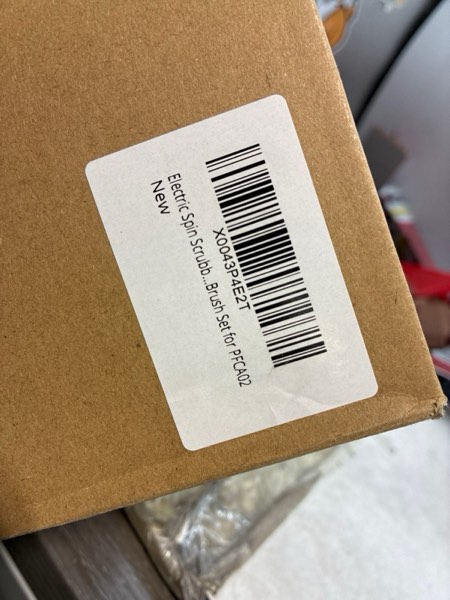 X0043P4E2T
Electric Spin Scrubb...Brush Set for PFCA02
New